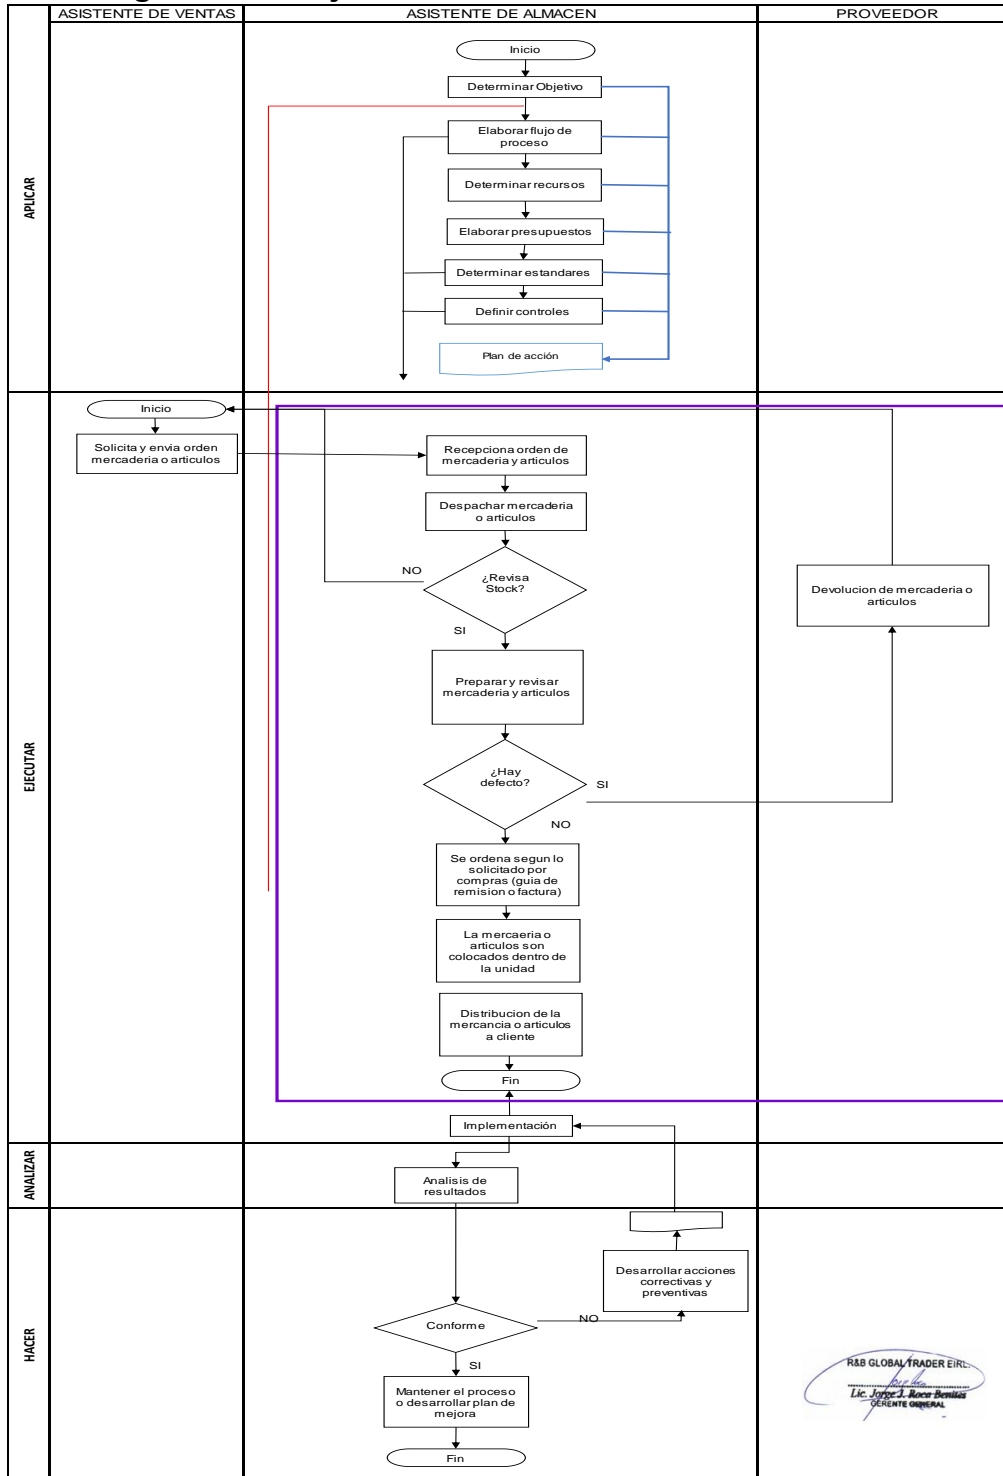 ASISTENTE DE VENTAS
ASISTENTE DE ALMACEN
PROVEEDOR
APLICAR
Inicio
Determinar Objetivo
Elaborar flujo de
proceso
Determinar recursos
Elaborar presupuestos
Determinar estandares
Definir controles
Plan de acción
EJECUTAR
Inicio
Solicita y envia orden
mercaderia o articulos
Recepciona orden de
mercaderia y articulos
Despachar mercaderia
o articulos
NO
¿Revisa
Stock?
SI
Devolucion de mercaderia o
articulos
Preparar y revisar
mercaderia y articulos
¿Hay
defecto?
SI
NO
Se ordena segun lo
solicitado por
compras (guia de
remision o factura)
La mercaeria o
articulos son
colocados dentro de
la unidad
Distribucion de la
mercancia o articulos
a cliente
Fin
Implementación
ANALIZAR
Analisis de
resultados
HACER
Desarrollar acciones
correctivas y
preventivas
Conforme
NO
SI
Mantener el proceso
o desarrollar plan de
mejora
Fin
R&B GLOBAL TRADER EIRL.
Lic. Jorge J. Roca Benites
GERENTE GENERAL